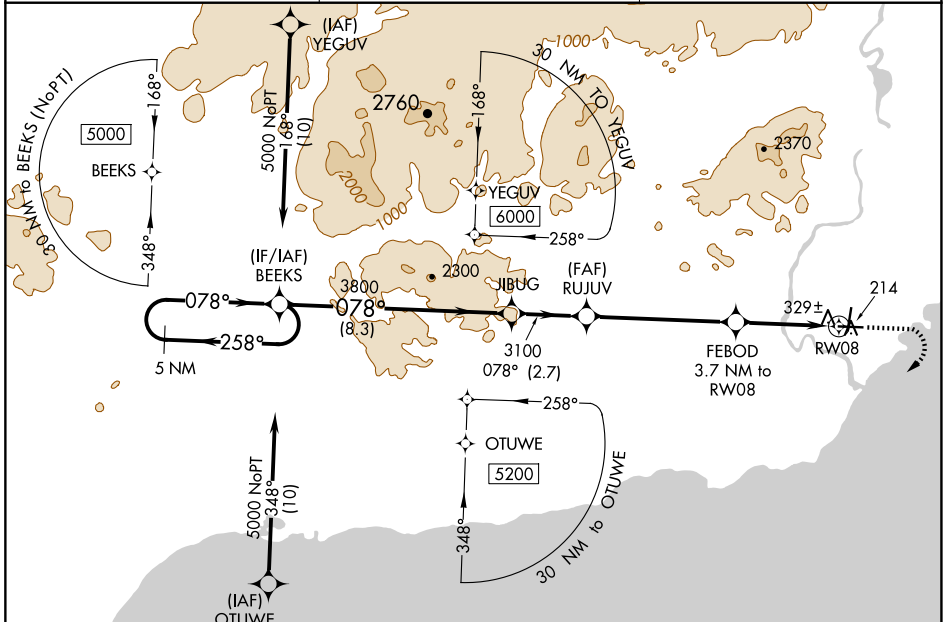 (IAF)
YEGUV
1000
30 NM to BEEKS (NoPT)
168°
5000
BEEKS
348°
5000 NoPT
168°
(10)
2760
2000
1000
30 NM TO YEGUV
168°
YEGUV
6000
258°
2370
(IF/IAF)
BEEKS
2300
JIBUG
(FAF)
RUJUV
078°
258°
5 NM
3800
078°
(8.3)
3100
078° (2.7)
FEBOD
3.7 NM to
RW08
329±
214
RW08
258°
OTUWE
5200
348°
30 NM to OTUWE
5000 NoPT
348°
(10)
(IAF)
OTUWE